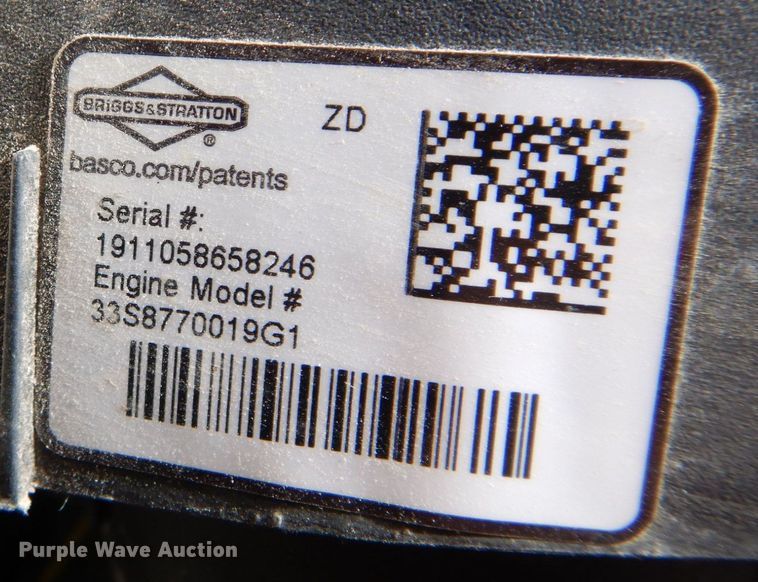 BRIGGS&STRATTON
®
ZD
basco.com/patents
Serial #:
1911058658246
Engine Model #
33S8770019G1
Purple Wave Auction